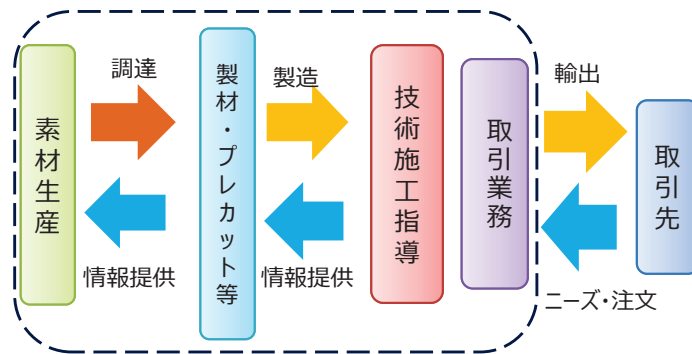 素材生産
調達
情報提供
製材・プレカット等
製造
情報提供
技術施工指導
取引業務
輸出
ニーズ・注文
取引先